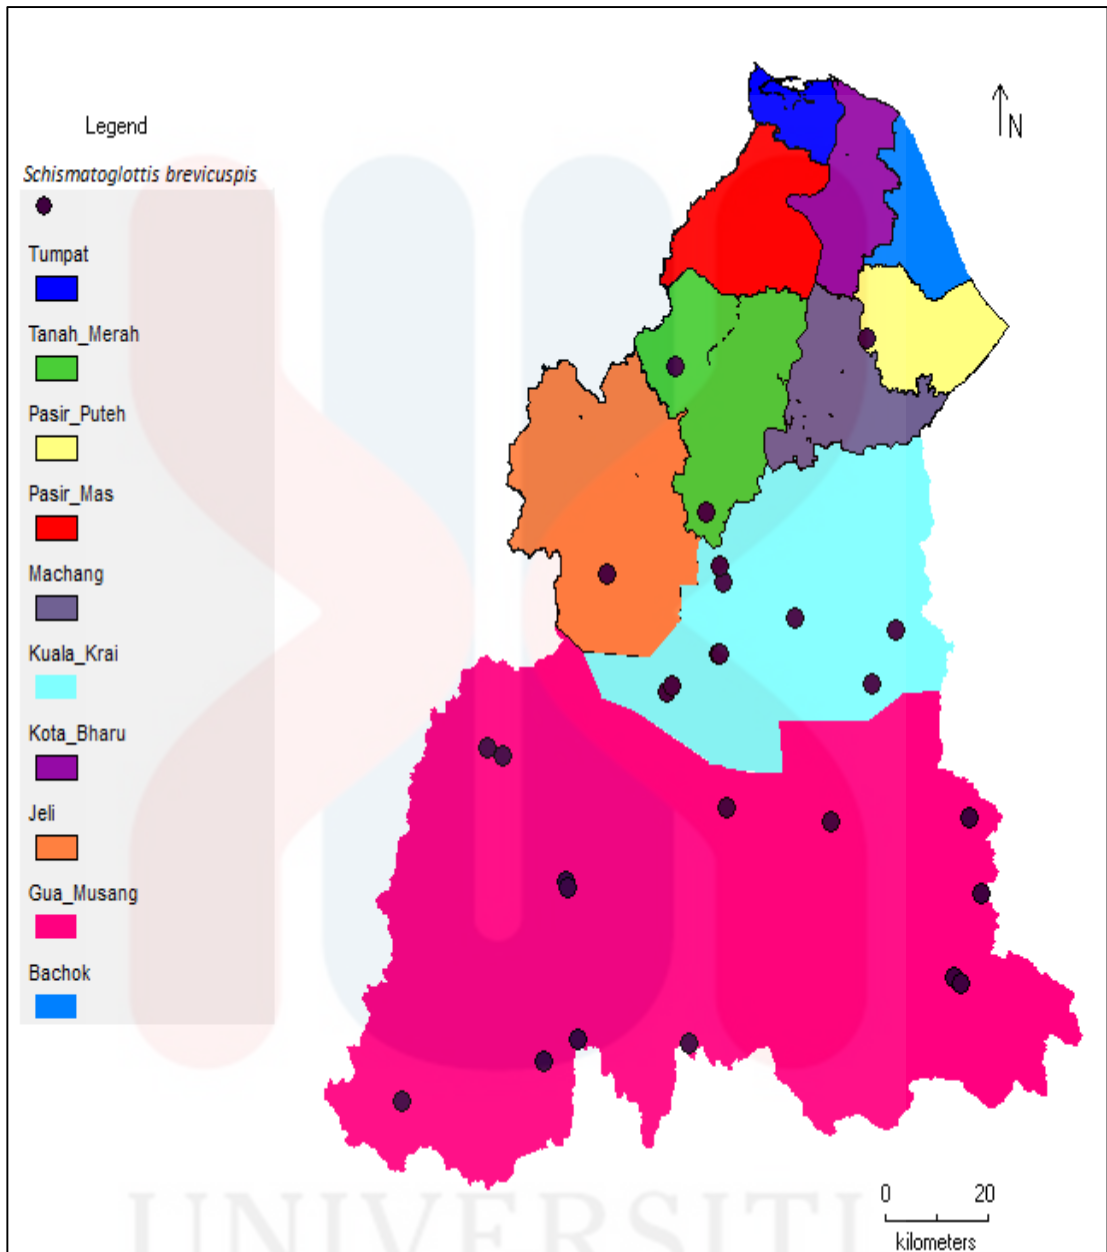 Legend
Schismatoglottis brevicuspis
Tumpat
Tanah_Merah
Pasir_Puteh
Pasir_Mas
Machang
Kuala_Krai
Kota_Bharu
Jeli
Gua_Musang
Bachok
N
0 20
kilometers
UNIVERSITI